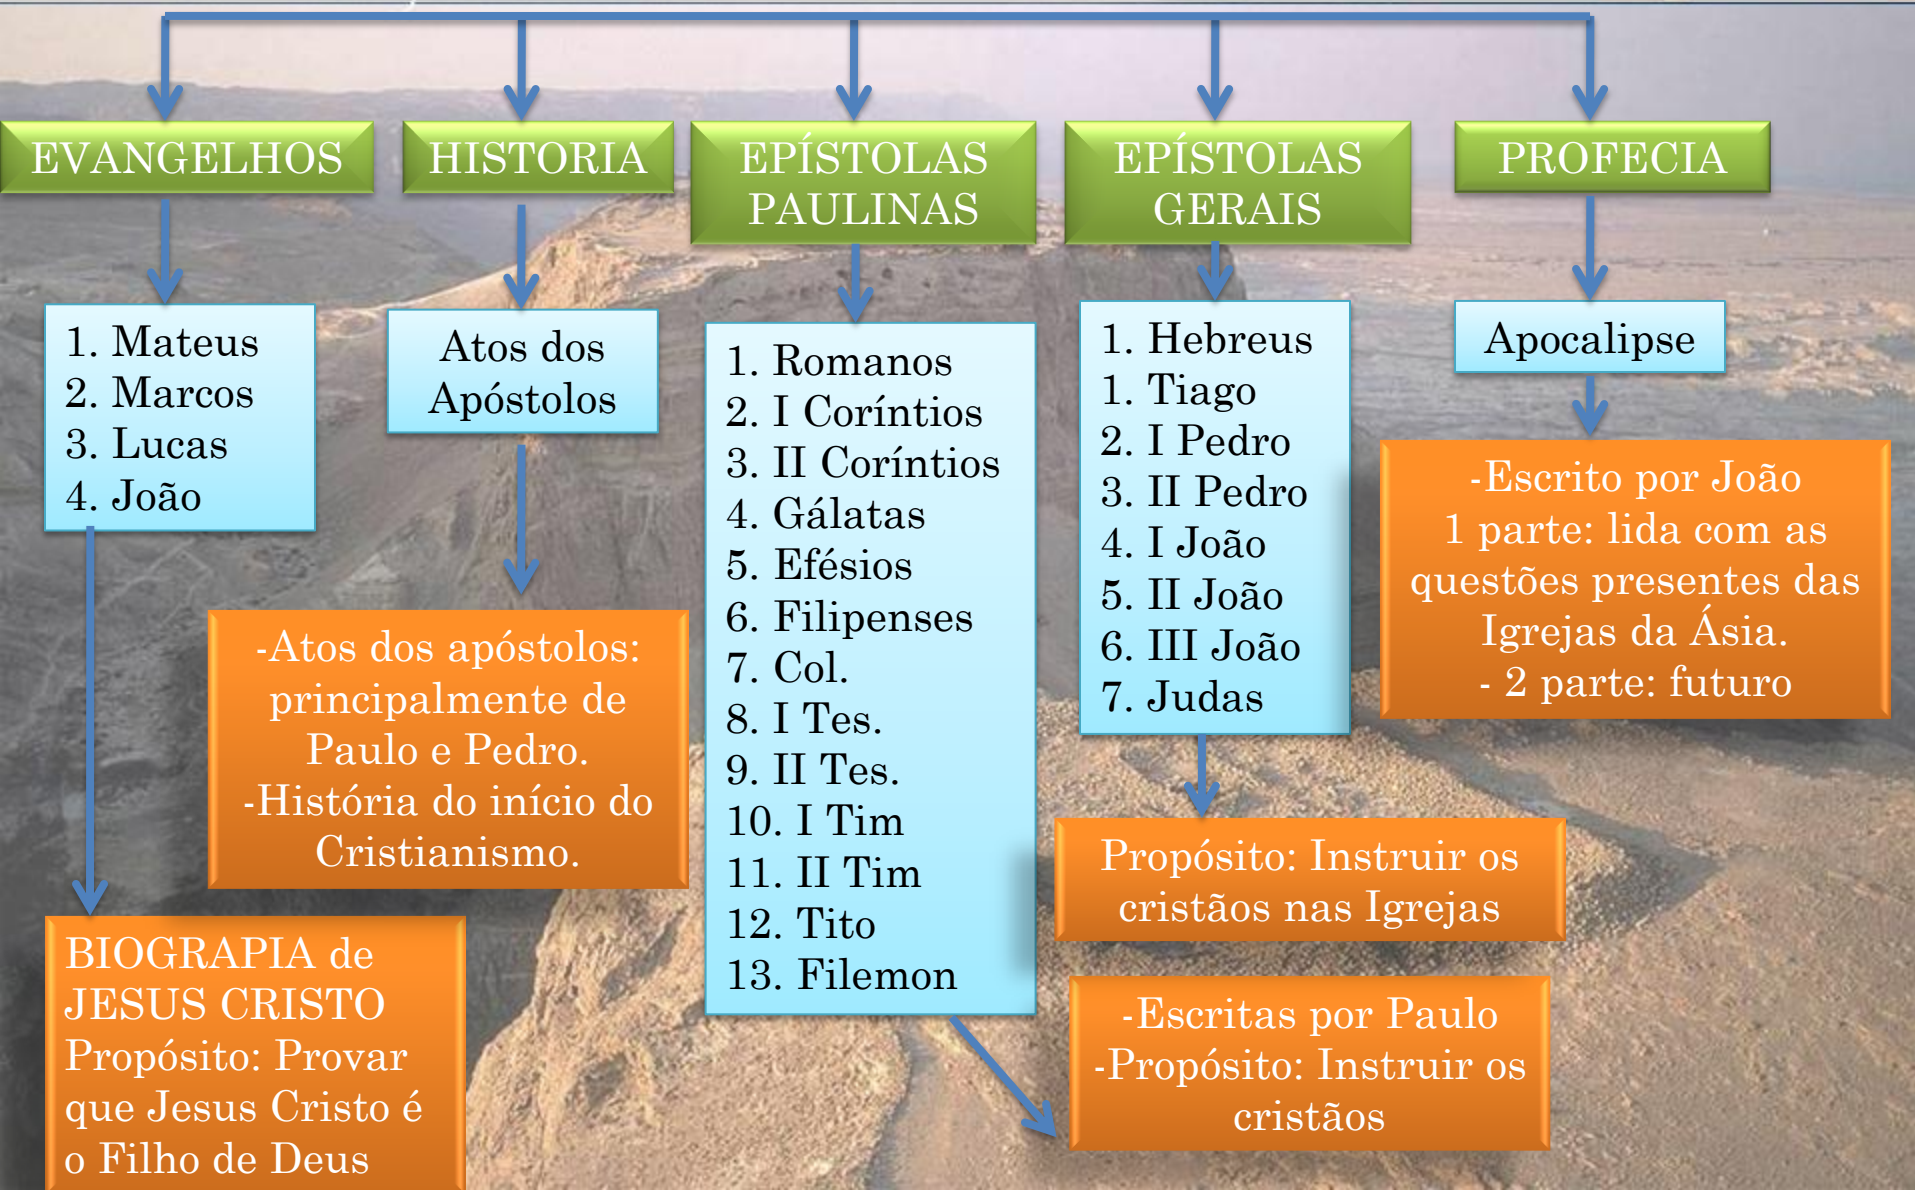 EVANGELHOS
HISTORIA
EPÍSTOLAS
PAULINAS
EPÍSTOLAS
GERAIS
PROFECIA
1. Mateus
2. Marcos
3. Lucas
4. João
Atos dos
Apóstolos
1. Romanos
2. I Coríntios
3. II Coríntios
4. Gálatas
5. Efésios
6. Filipenses
7. Col.
8. I Tes.
9. II Tes.
10. I Tim
11. II Tim
12. Tito
13. Filemon
1. Hebreus
1. Tiago
2. I Pedro
3. II Pedro
4. I João
5. II João
6. III João
7. Judas
Apocalipse
-Escrito por João
1 parte: lida com as
questões presentes das
Igrejas da Ásia.
- 2 parte: futuro
-Atos dos apóstolos:
principalmente de
Paulo e Pedro.
-História do início do
Cristianismo.
Propósito: Instruir os
cristãos nas Igrejas
BIOGRAPIA de
JESUS CRISTO
Propósito: Provar
que Jesus Cristo é
o Filho de Deus
-Escritas por Paulo
-Propósito: Instruir os
cristãos